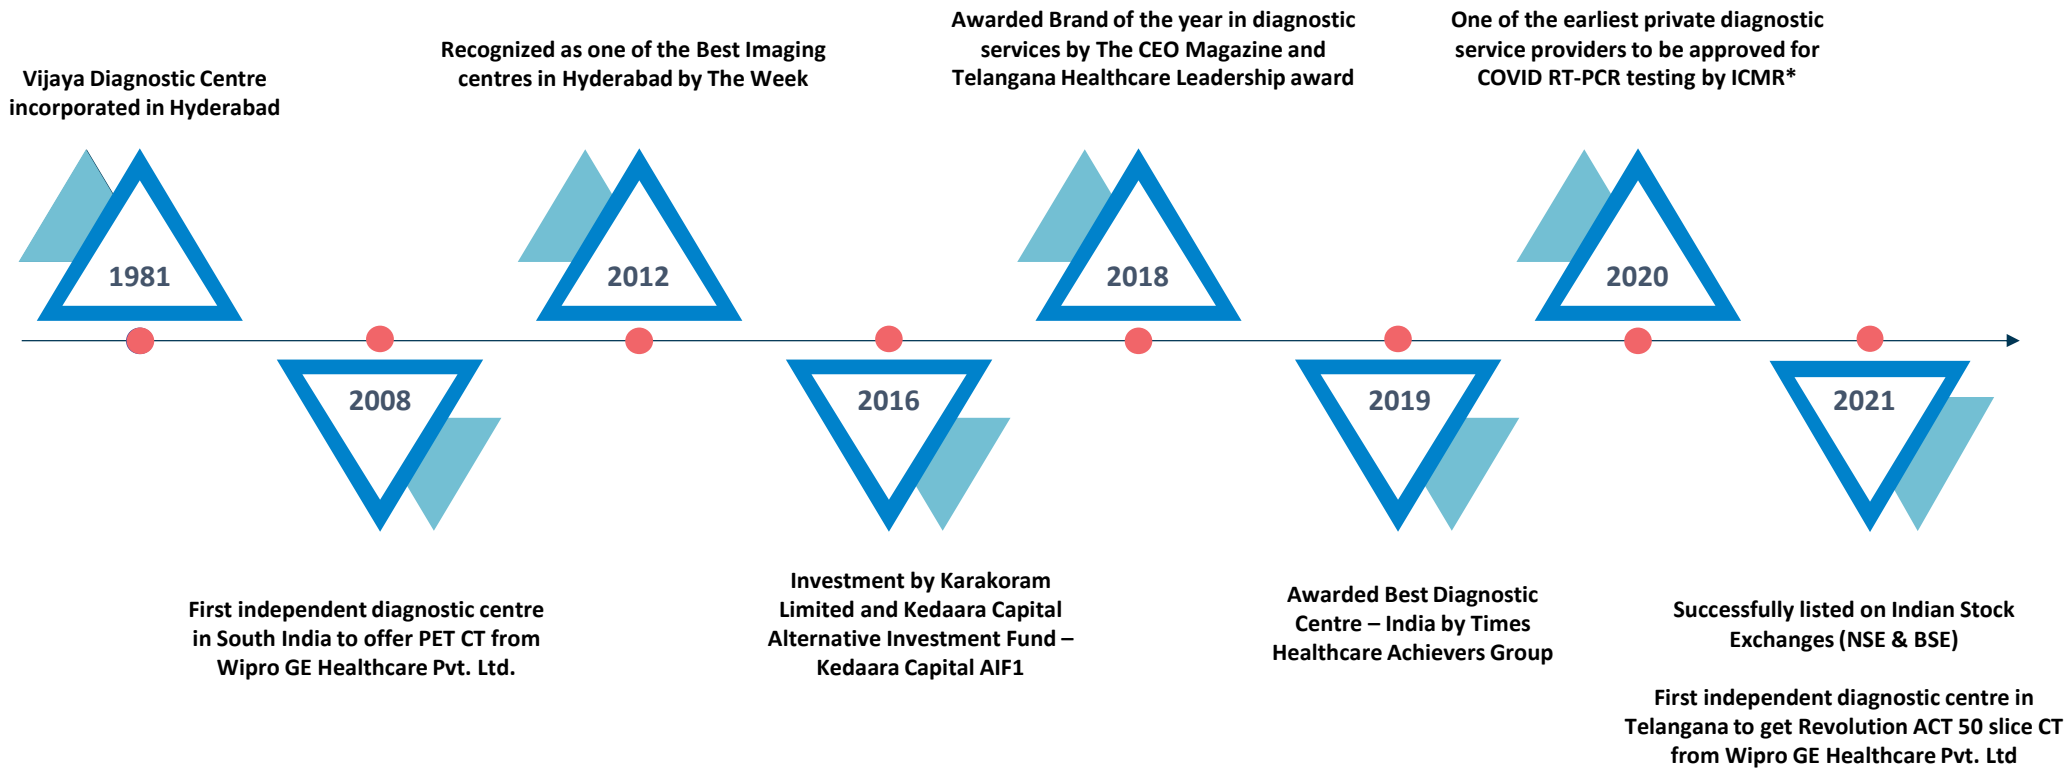 Vijaya Diagnostic Centre
incorporated in Hyderabad
1981
First independent diagnostic centre
in South India to offer PET CT from
Wipro GE Healthcare Pvt. Ltd.
2008
Recognized as one of the Best Imaging
centres in Hyderabad by The Week
2012
Investment by Karakoram
Limited and Kedaara Capital
Alternative Investment Fund –
Kedaara Capital AIF1
2016
Awarded Brand of the year in diagnostic
services by The CEO Magazine and
Telangana Healthcare Leadership award
2018
Awarded Best Diagnostic
Centre – India by Times
Healthcare Achievers Group
2019
One of the earliest private diagnostic
service providers to be approved for
COVID RT-PCR testing by ICMR*
2020
2021
Successfully listed on Indian Stock
Exchanges (NSE & BSE)
First independent diagnostic centre in
Telangana to get Revolution ACT 50 slice CT
from Wipro GE Healthcare Pvt. Ltd